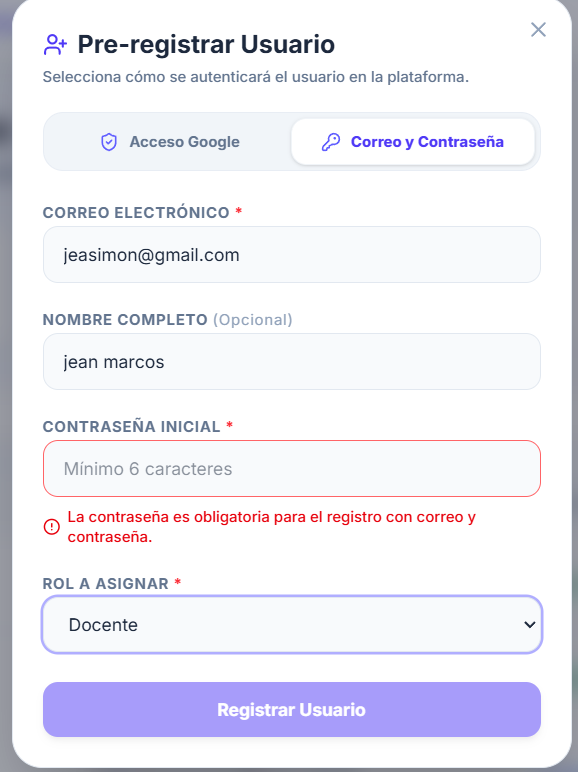 Pre-registrar Usuario
Selecciona cómo se autenticará el usuario en la plataforma.
Acceso Google
Correo y Contraseña
CORREO ELECTRÓNICO *
jeasimon@gmail.com
NOMBRE COMPLETO (Opcional)
jean marcos
CONTRASEÑA INICIAL *
Mínimo 6 caracteres
La contraseña es obligatoria para el registro con correo y
contraseña.
ROL A ASIGNAR *
Docente
Registrar Usuario